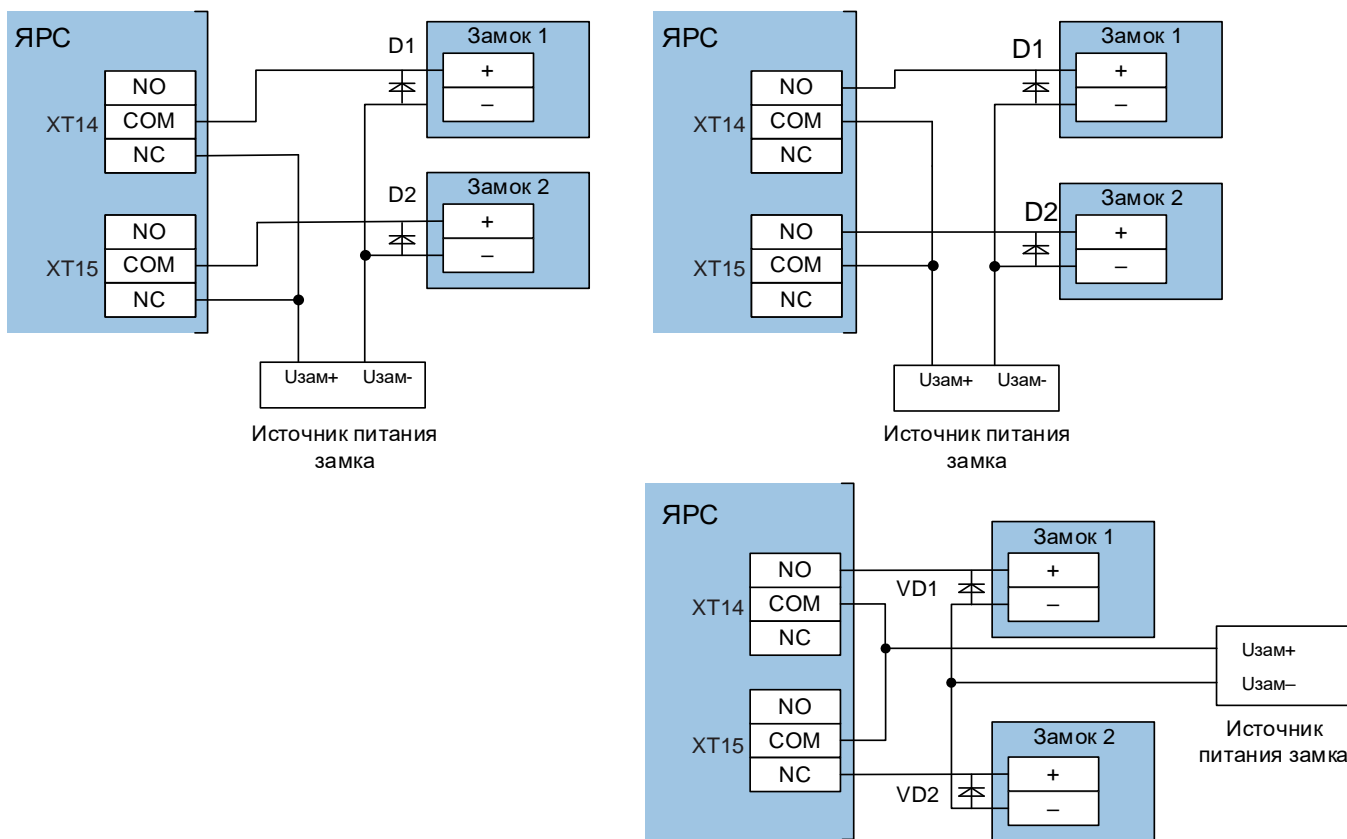 ЯРС
D1
Замок 1
NO
+
XT14
COM
–
NC
D2
Замок 2
NO
+
XT15
COM
–
NC
Uзам+ Uзам-
Источник питания
замка
ЯРС
D1
Замок 1
NO
+
XT14
COM
–
NC
D2
Замок 2
NO
+
XT15
COM
–
NC
Uзам+ Uзам-
Источник питания
замка
ЯРС
Замок 1
NO
+
VD1
XT14
COM
–
NC
Uзам+
Uзам–
Источник
питания замка
NO
XT15
COM
Замок 2
NC
+
VD2
–